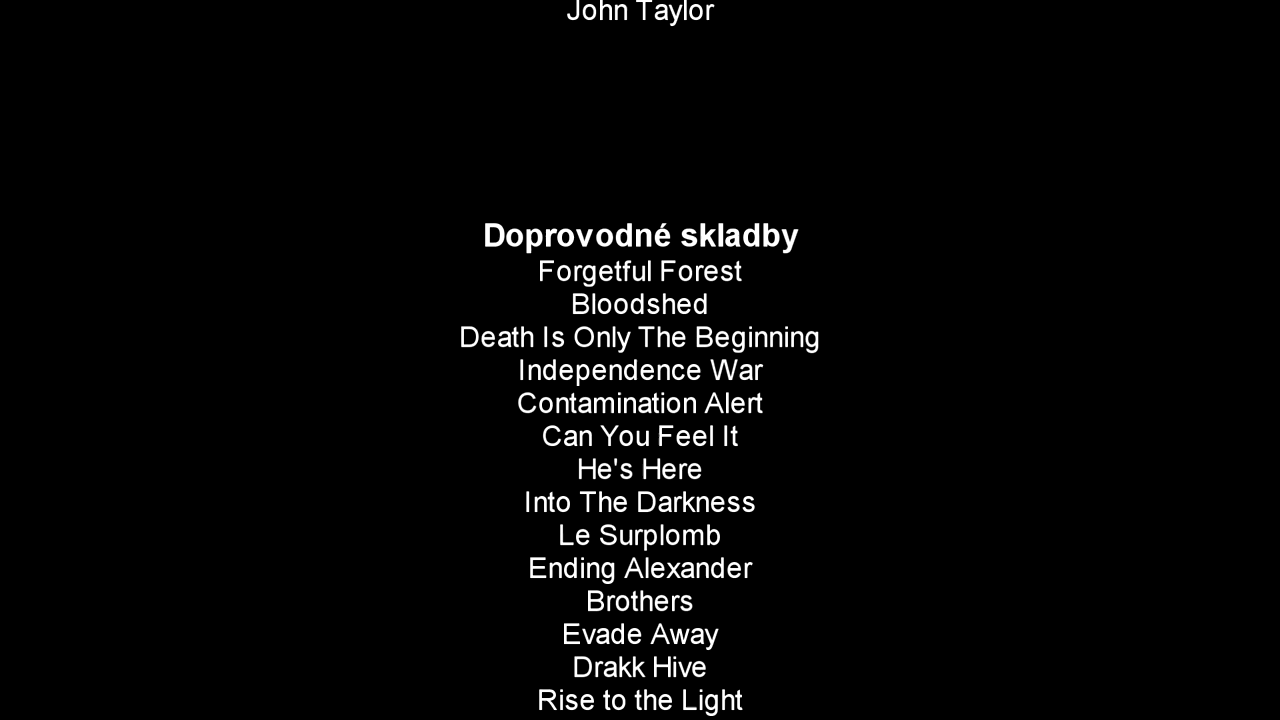 John Taylor
Doprovodné skladby
Forgetful Forest
Bloodshed
Death Is Only The Beginning
Independence War
Contamination Alert
Can You Feel It
He's Here
Into The Darkness
Le Surplomb
Ending Alexander
Brothers
Evade Away
Drakk Hive
Rise to the Light